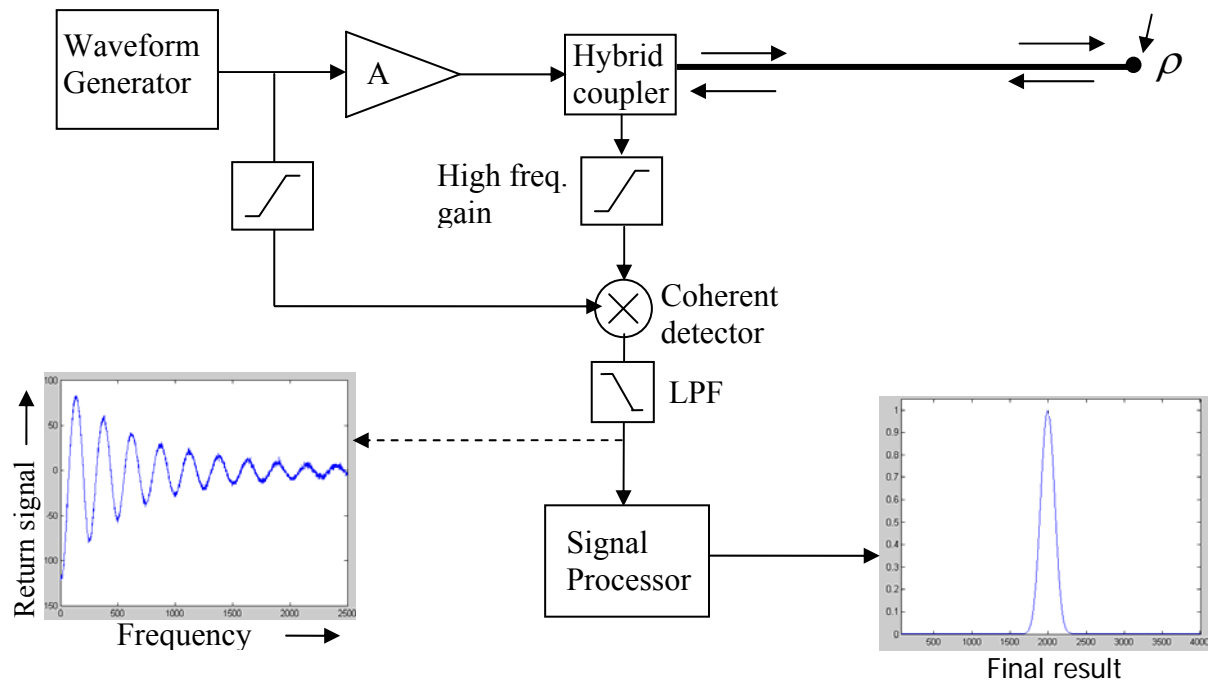 Waveform
Generator
A
Hybrid
coupler
ρ
High freq.
gain
Coherent
detector
LPF
Signal
Processor
Return signal
100
50
0
-50
100
150
0
500
1000
1500
2000
2500
Frequency
1
0.9
0.8
0.7
0.6
0.5
0.4
0.3
0.2
0.1
0
500
1000
1500
2000
2500
3000
3500
4000
Final result